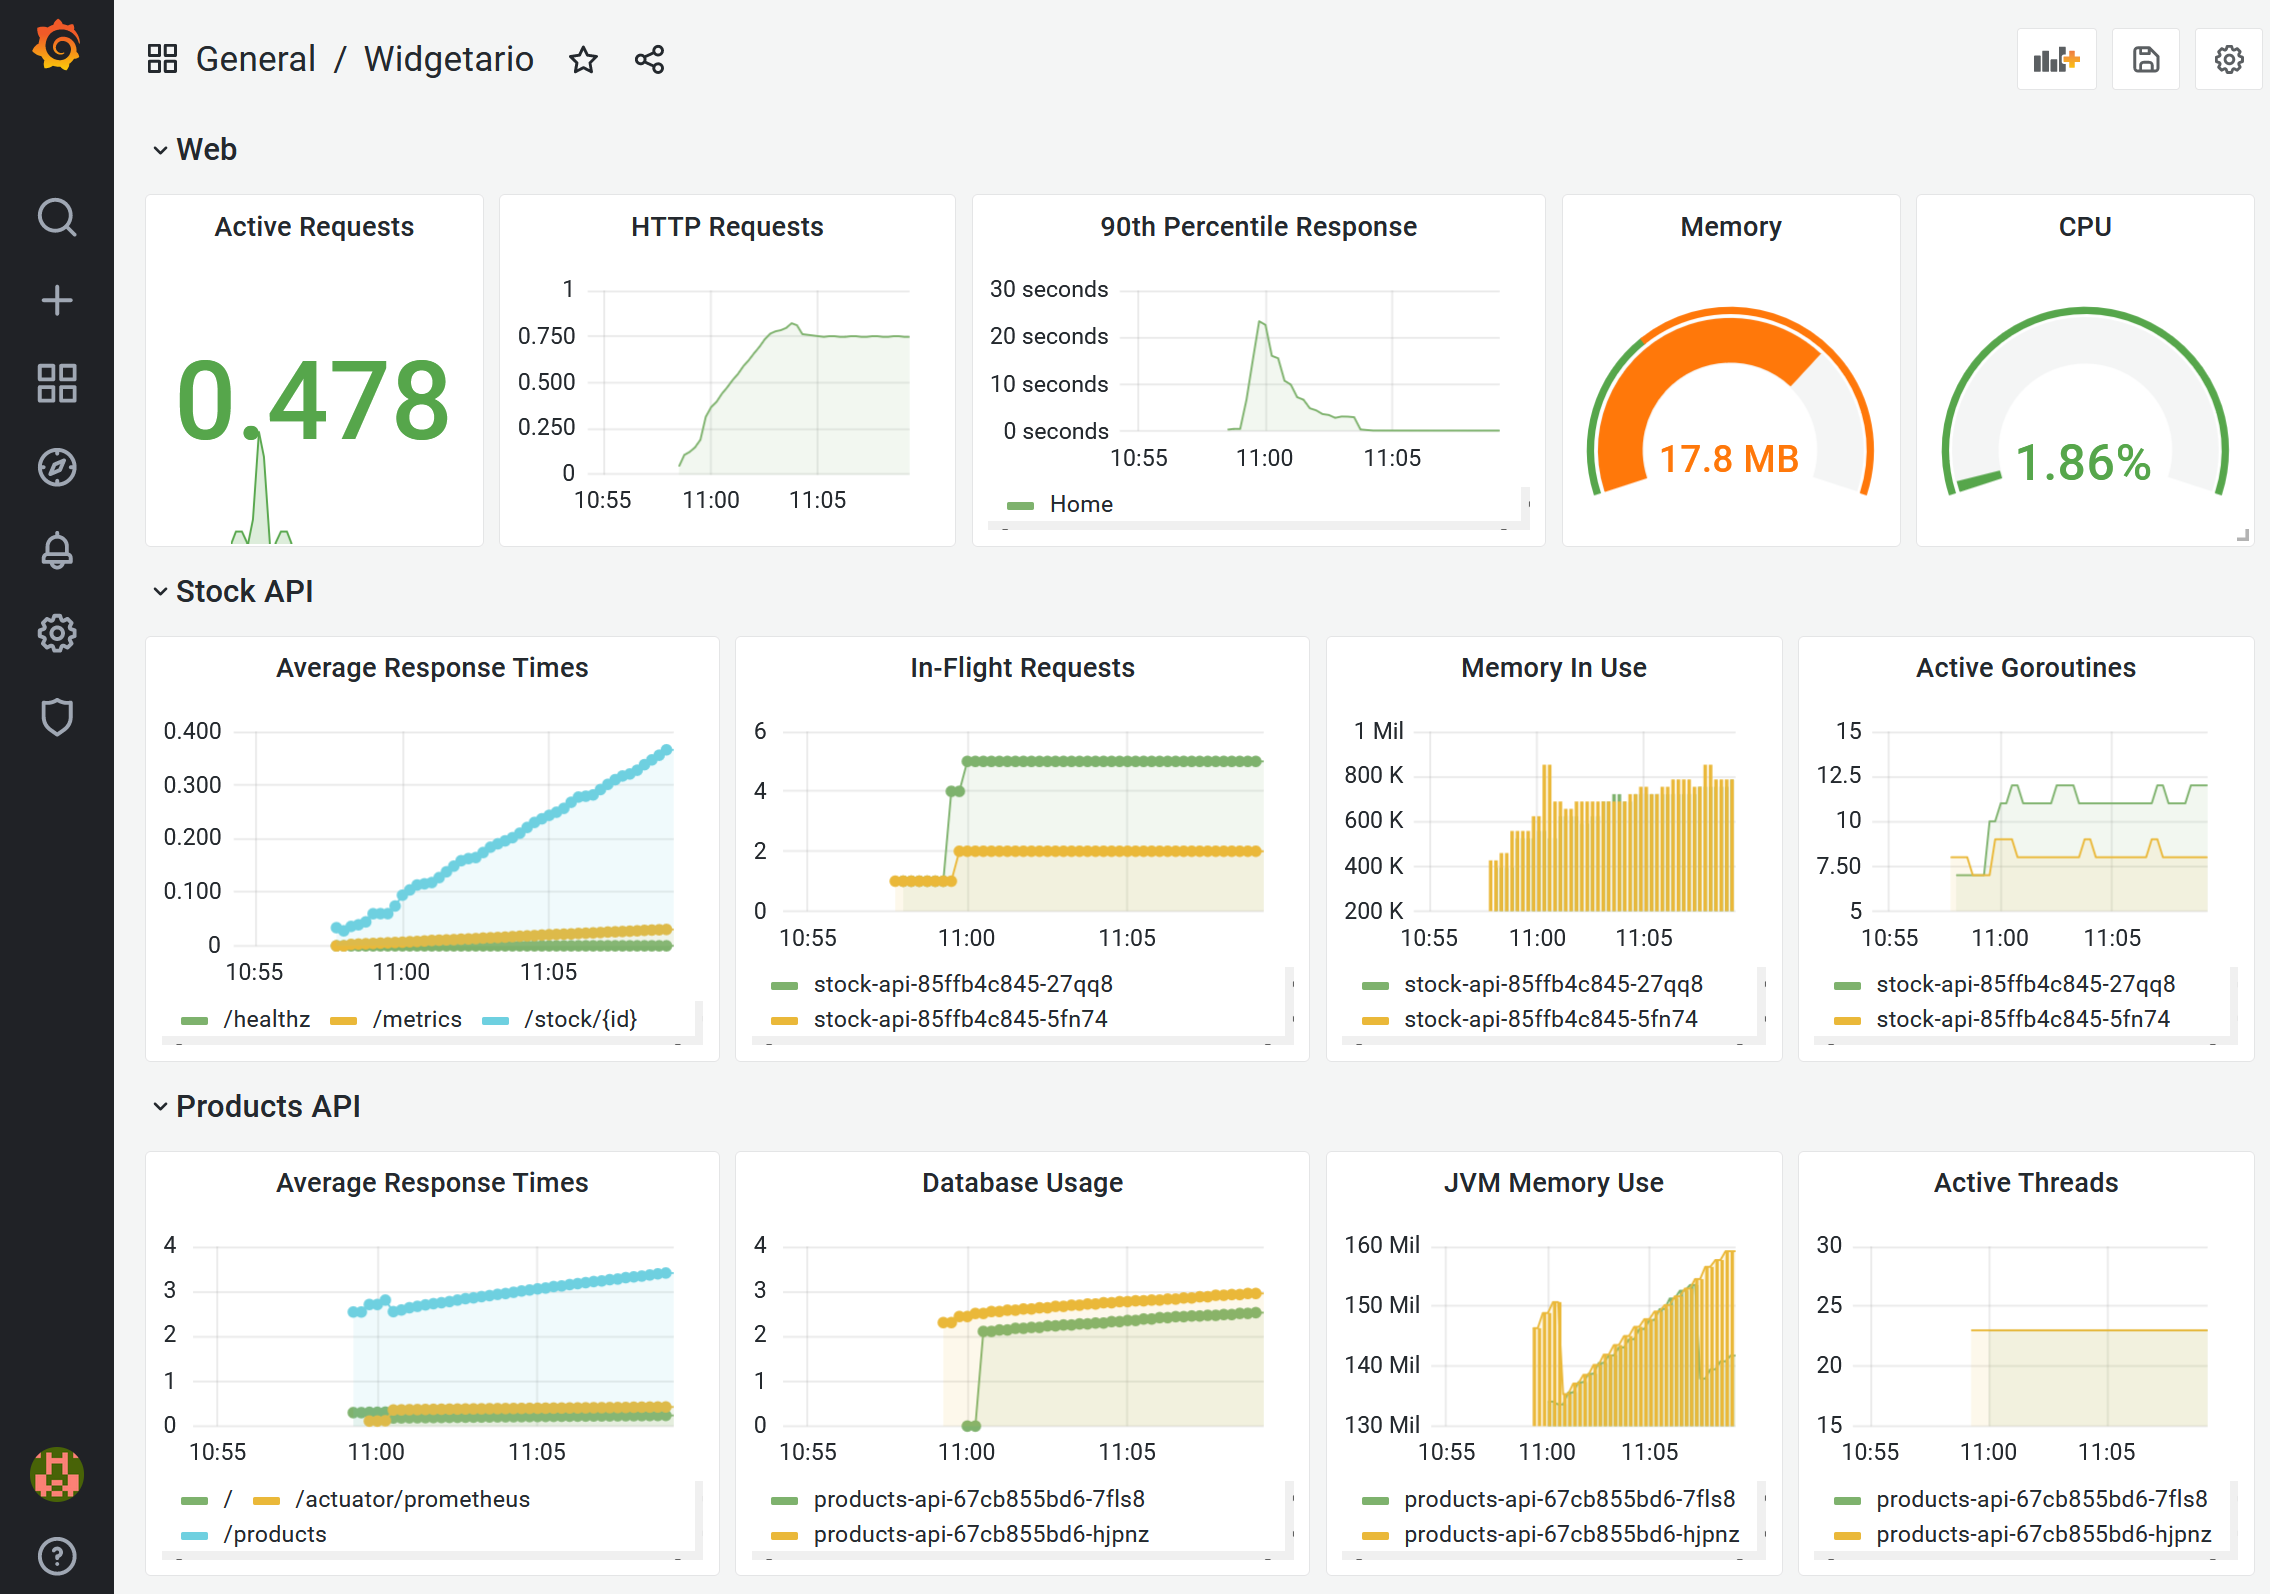 General / Widgetario
Web
Active Requests
0.478
HTTP Requests
1
0.750
0.500
0.250
0
10:55 11:00 11:05
90th Percentile Response
30 seconds
20 seconds
10 seconds
0 seconds
10:55 11:00 11:05
Home
Memory
17.8 MB
CPU
1.86%
Stock API
Average Response Times
0.400
0.300
0.200
0.100
0
10:55 11:00 11:05
/healthz /metrics /stock/{id}
In-Flight Requests
6
4
2
0
10:55 11:00 11:05
stock-api-85ffb4c845-27qq8
stock-api-85ffb4c845-5fn74
Memory In Use
1 Mil
800 K
600 K
400 K
200 K
10:55 11:00 11:05
stock-api-85ffb4c845-27qq8
stock-api-85ffb4c845-5fn74
Active Goroutines
15
12.5
10
7.50
5
10:55 11:00 11:05
stock-api-85ffb4c845-27qq8
stock-api-85ffb4c845-5fn74
Products API
Average Response Times
4
3
2
1
0
10:55 11:00 11:05
/ /actuator/prometheus
/products
Database Usage
4
3
2
1
0
10:55 11:00 11:05
products-api-67cb855bd6-7fls8
products-api-67cb855bd6-hjpnz
JVM Memory Use
160 Mil
150 Mil
140 Mil
130 Mil
10:55 11:00 11:05
products-api-67cb855bd6-7fls8
products-api-67cb855bd6-hjpnz
Active Threads
30
25
20
15
10:55 11:00 11:05
products-api-67cb855bd6-7fls8
products-api-67cb855bd6-hjpnz